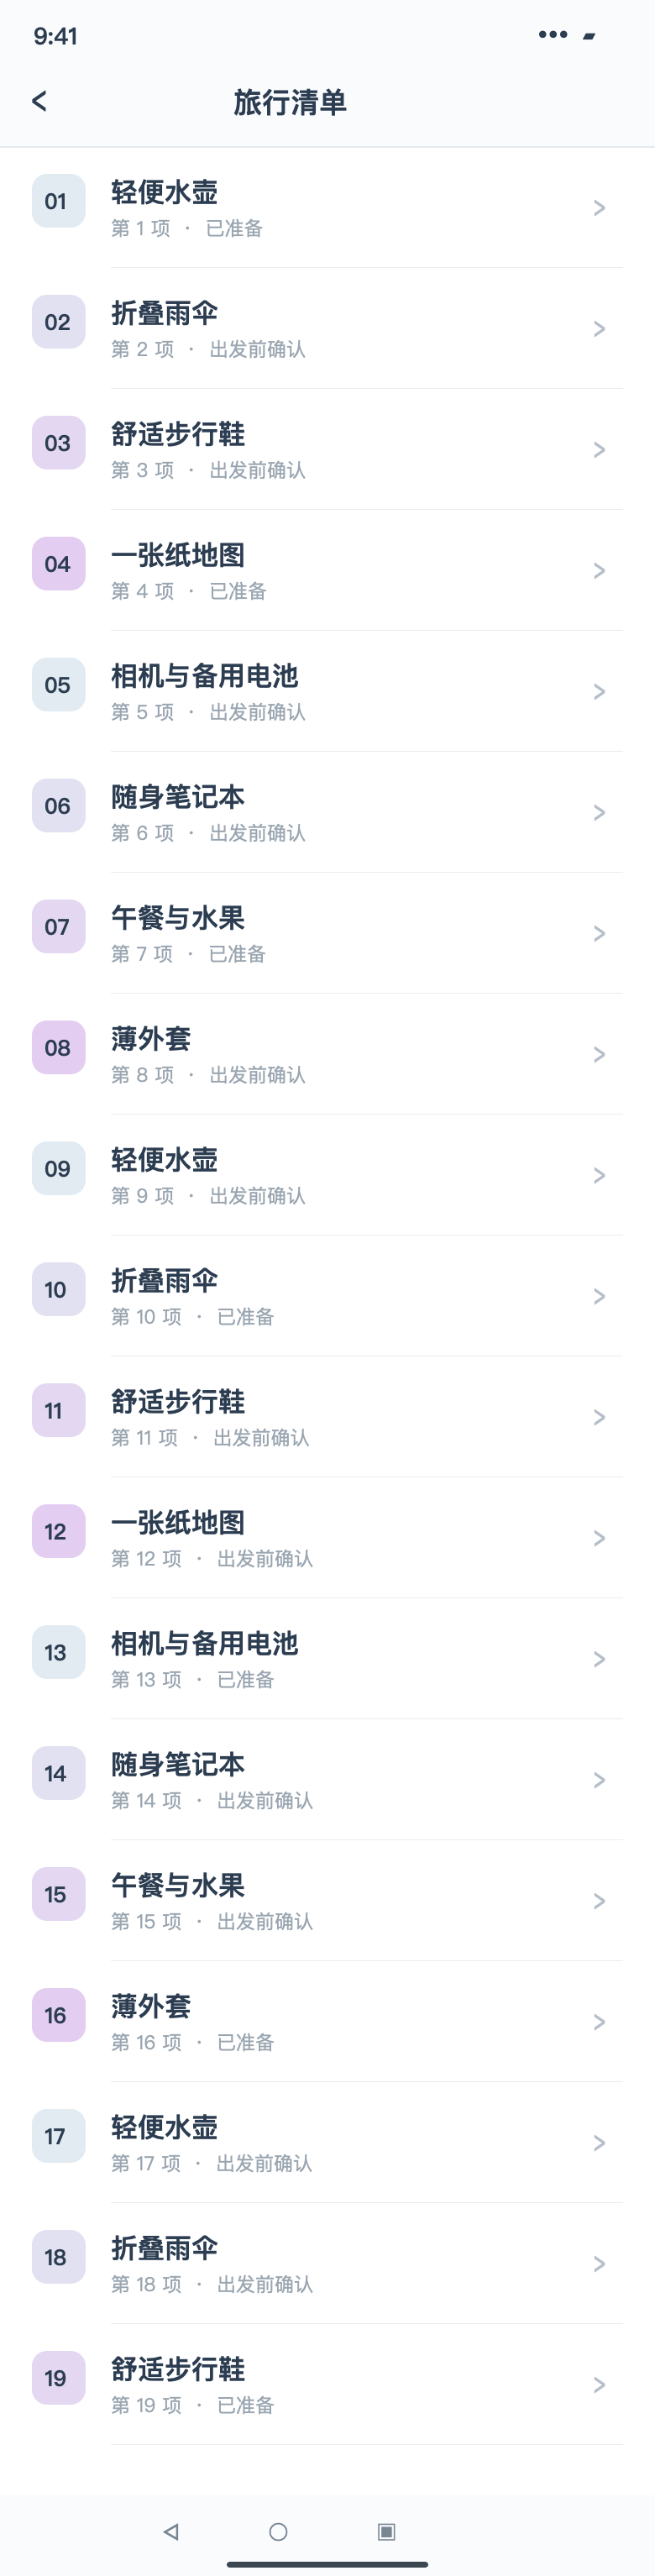 9:41
旅行清单
01
轻便水壶
第 1 项 · 已准备
02
折叠雨伞
第 2 项 · 出发前确认
03
舒适步行鞋
第 3 项 · 出发前确认
04
一张纸地图
第 4 项 · 已准备
05
相机与备用电池
第 5 项 · 出发前确认
06
随身笔记本
第 6 项 · 出发前确认
07
午餐与水果
第 7 项 · 已准备
08
薄外套
第 8 项 · 出发前确认
09
轻便水壶
第 9 项 · 出发前确认
10
折叠雨伞
第 10 项 · 已准备
11
舒适步行鞋
第 11 项 · 出发前确认
12
一张纸地图
第 12 项 · 出发前确认
13
相机与备用电池
第 13 项 · 已准备
14
随身笔记本
第 14 项 · 出发前确认
15
午餐与水果
第 15 项 · 出发前确认
16
薄外套
第 16 项 · 已准备
17
轻便水壶
第 17 项 · 出发前确认
18
折叠雨伞
第 18 项 · 出发前确认
19
舒适步行鞋
第 19 项 · 已准备